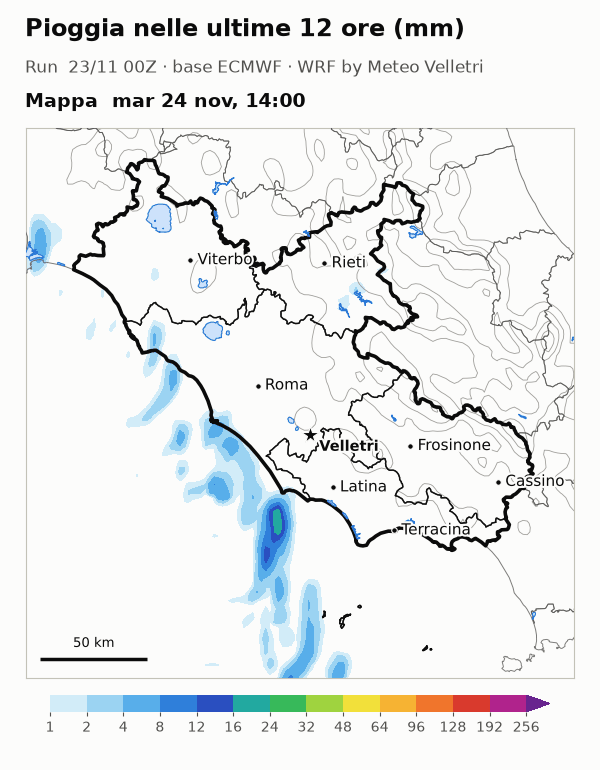 Pioggia nelle ultime 12 ore (mm)
Run  23/11 00Z · base ECMWF · WRF by Meteo Velletri
Mappa  mar 24 nov, 14:00
Viterbo
Rieti
Roma
Velletri
Frosinone
Latina
Cassino
Terracina
50 km
1 2 4 8 12 16 24 32 48 64 96 128 192 256